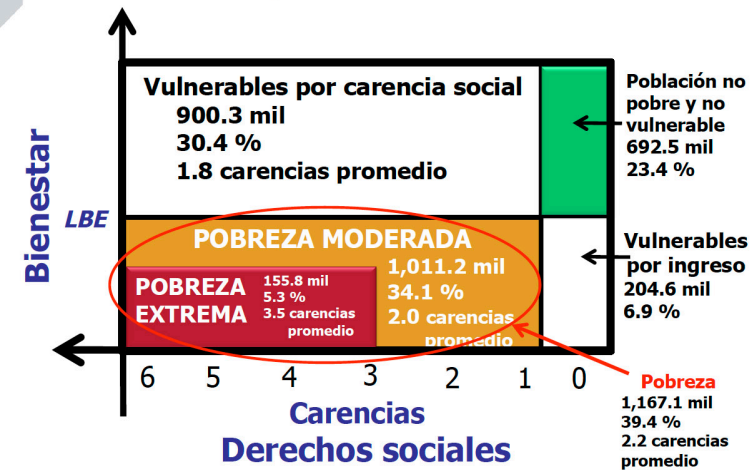 Vulnerables por carencia social
900.3 mil
30.4 %
1.8 carencias promedio
Población no
pobre y no
vulnerable
692.5 mil
23.4 %
Bienestar
LBE
POBREZA MODERADA
1,011.2 mil
34.1 %
2.0 carencias
promedio
POBREZA
EXTREMA
155.8 mil
5.3 %
3.5 carencias
promedio
Vulnerables
por ingreso
204.6 mil
6.9 %
6 5 4 3 2 1 0
Carencias
Derechos sociales
Pobreza
1,167.1 mil
39.4 %
2.2 carencias
promedio